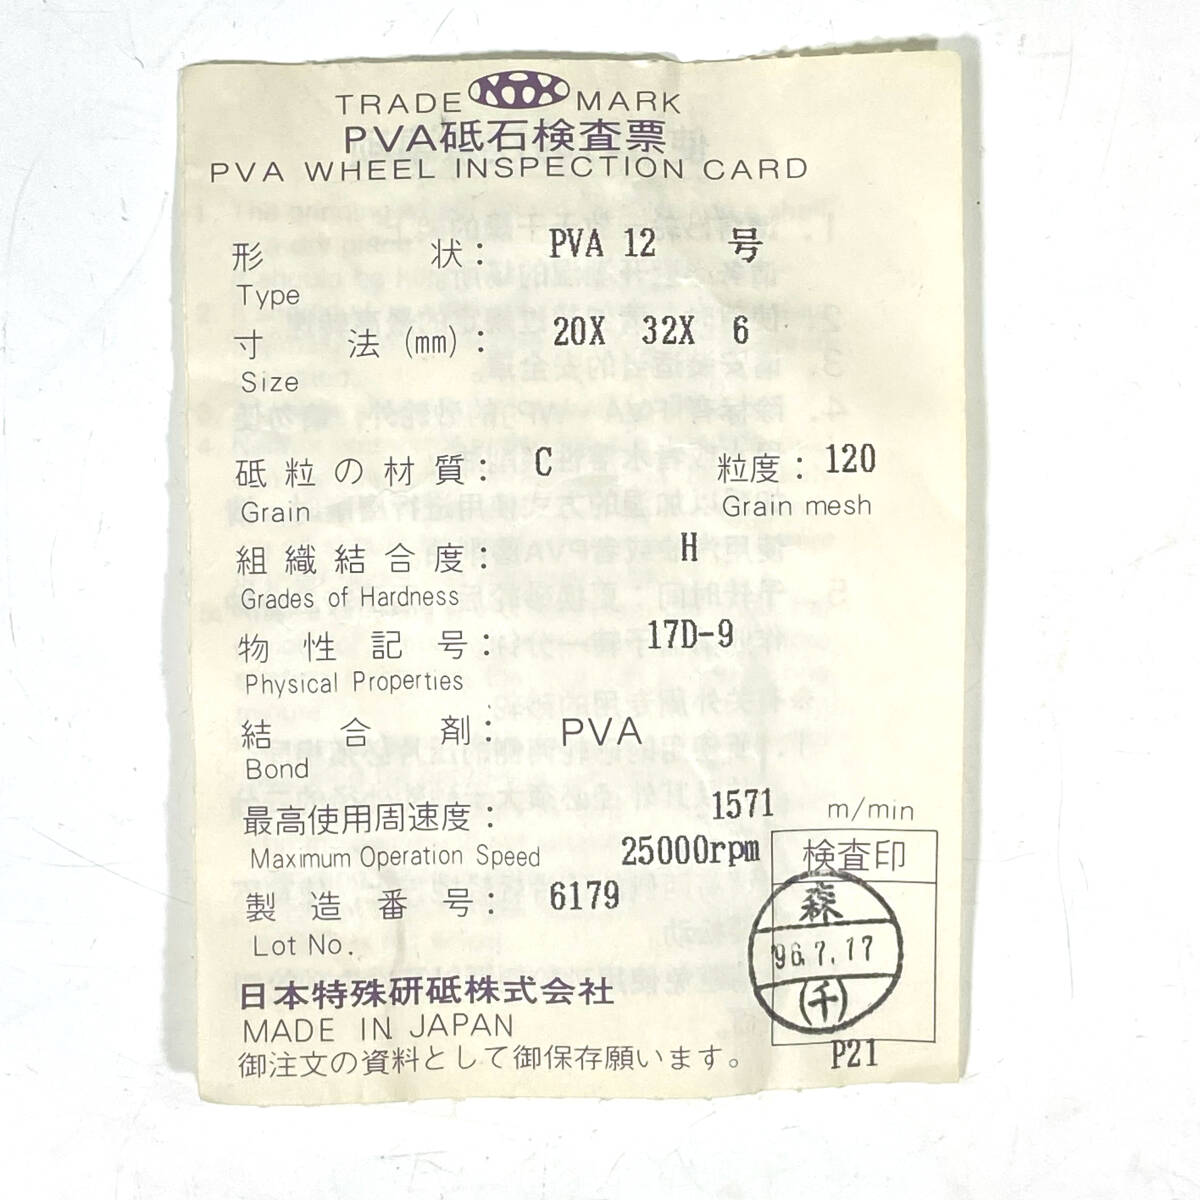 TRADE NTK MARK
PVA砥石検査票
PVA WHEEL INSPECTION CARD
形 状: PVA 12 号
Type
寸 法 (mm): 20X 32X 6
Size
砥粒の材質: C 粒度: 120
Grain Grain mesh
組織結合度: H
Grades of Hardness
物性記号: 17D-9
Physical Properties
結合剤: PVA
Bond
最高使用周速度: 1571 m/min
Maximum Operation Speed 25000rpm
検査印
製造番号: 6179
Lot No.
森
'96.7.17
(千)
日本特殊研砥株式会社
MADE IN JAPAN
御注文の資料として御保存願います。
P21